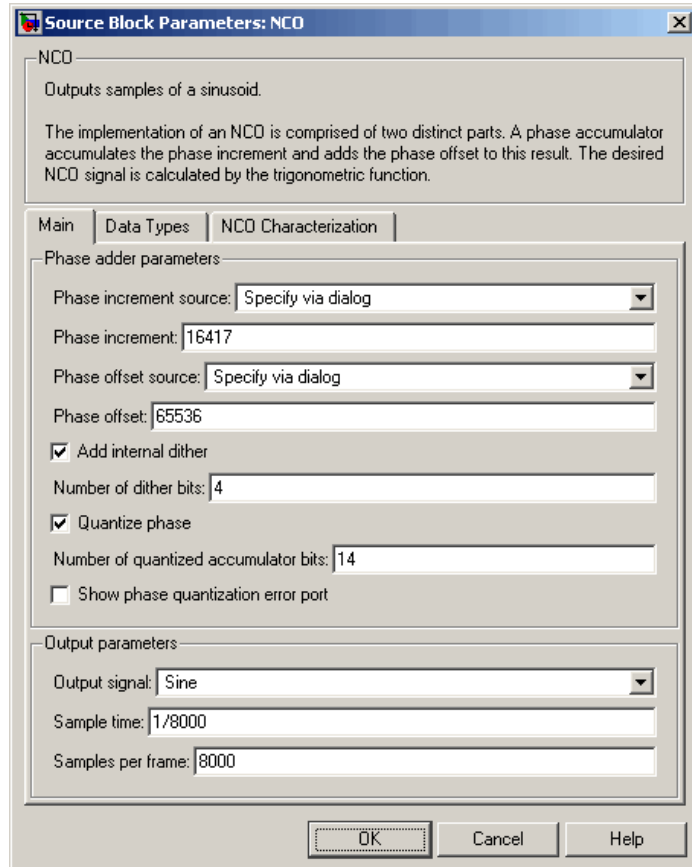 Source Block Parameters: NCO
NCO
Outputs samples of a sinusoid.
The implementation of an NCO is comprised of two distinct parts. A phase accumulator
accumulates the phase increment and adds the phase offset to this result. The desired
NCO signal is calculated by the trigonometric function.
Main Data Types NCO Characterization
Phase adder parameters
Phase increment source: Specify via dialog
Phase increment: 16417
Phase offset source: Specify via dialog
Phase offset: 65536
Add internal dither
Number of dither bits: 4
Quantize phase
Number of quantized accumulator bits: 14
Show phase quantization error port
Output parameters
Output signal: Sine
Sample time: 1/8000
Samples per frame: 8000
OK Cancel Help